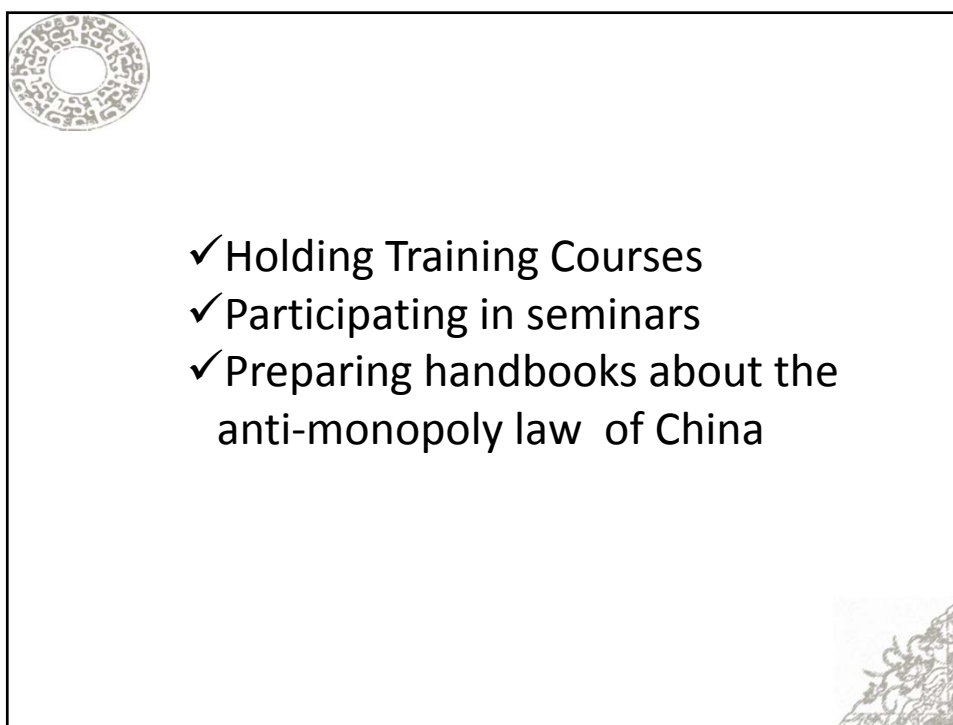 ✓Holding Training Courses
✓Participating in seminars
✓Preparing handbooks about the
anti-monopoly law  of China